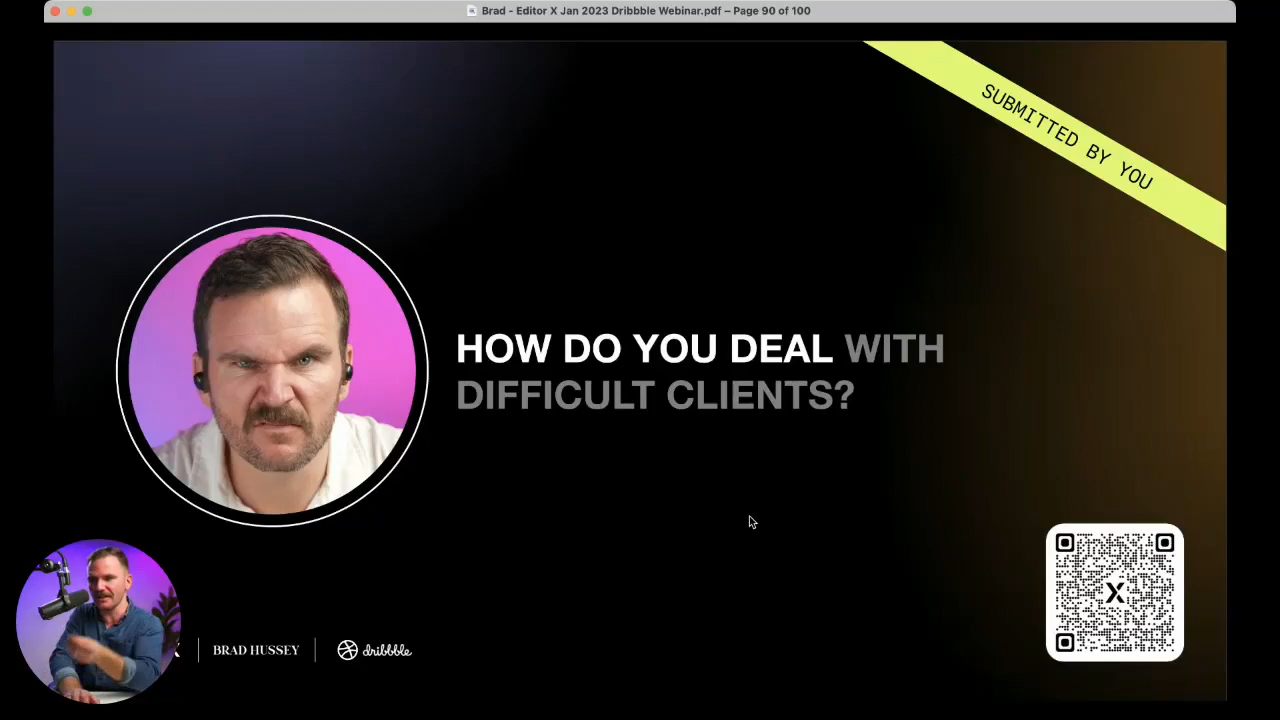 Brad - Editor X Jan 2023 Dribbble Webinar.pdf – Page 90 of 100
SUBMITTED BY YOU
HOW DO YOU DEAL WITH
DIFFICULT CLIENTS?
X
BRAD HUSSEY
dribbble